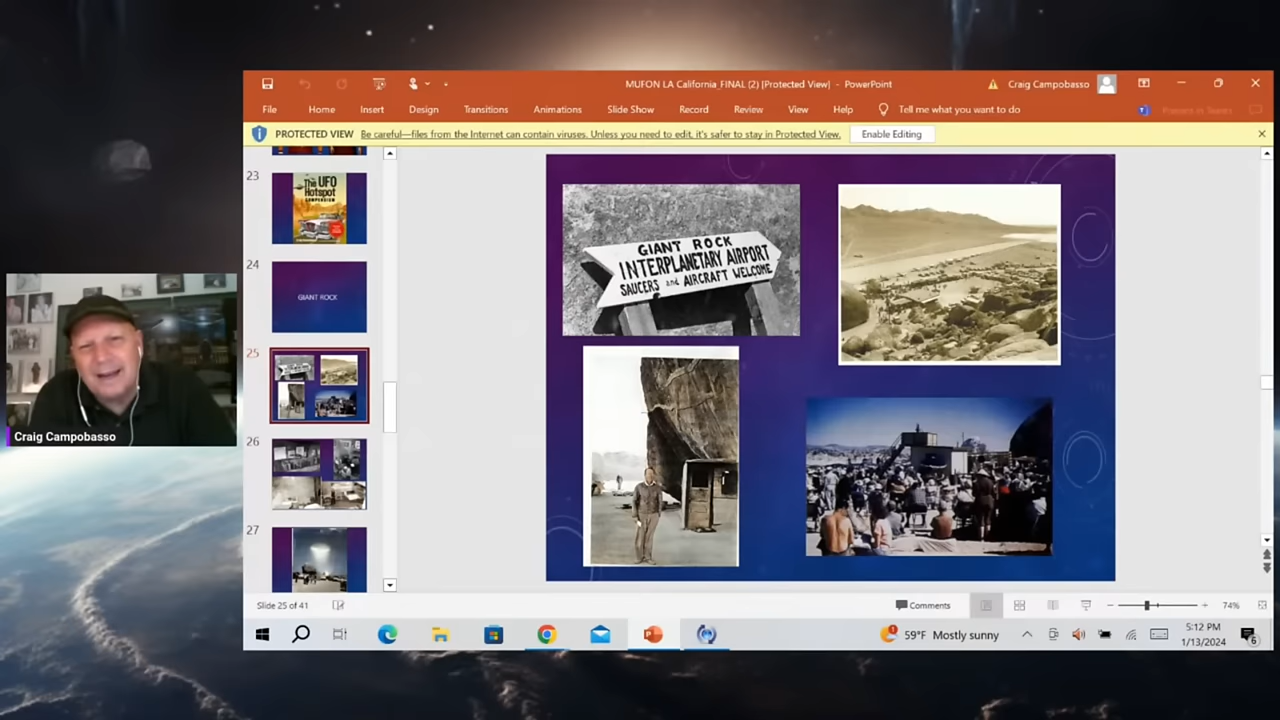 MUFON LA California_FINAL (2) [Protected View] - PowerPoint
Craig Campobasso
File Home Insert Design Transitions Animations Slide Show Record Review View Help Tell me what you want to do
PROTECTED VIEW Be careful—files from the Internet can contain viruses. Unless you need to edit, it's safer to stay in Protected View. Enable Editing
23
The UFO
Hotspot
COMPENDIUM
24
GIANT ROCK
25
26
27
GIANT ROCK
INTERPLANETARY AIRPORT
SAUCERS and AIRCRAFT WELCOME
Craig Campobasso
Slide 25 of 41
Comments
74%
59°F Mostly sunny
5:12 PM
1/13/2024
6